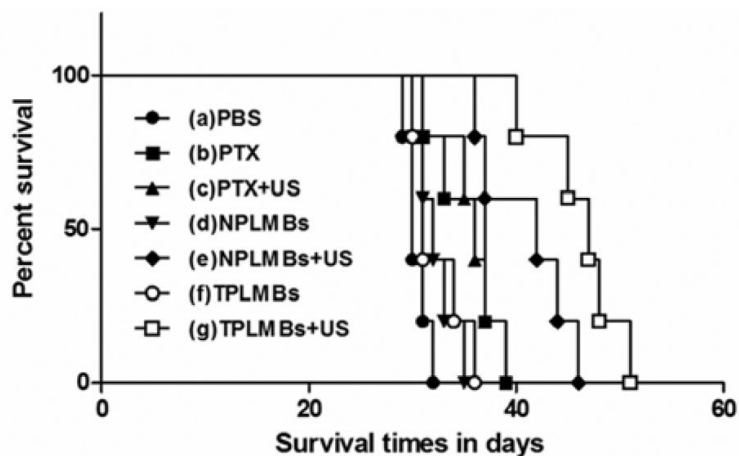 100
(a)PBS
(b)PTX
(c)PTX+US
(d)NPLMBs
(e)NPLMBs+US
(f)TPLMBs
(g)TPLMBs+US
50
0
Percent survival
0 20 40 60
Survival times in days